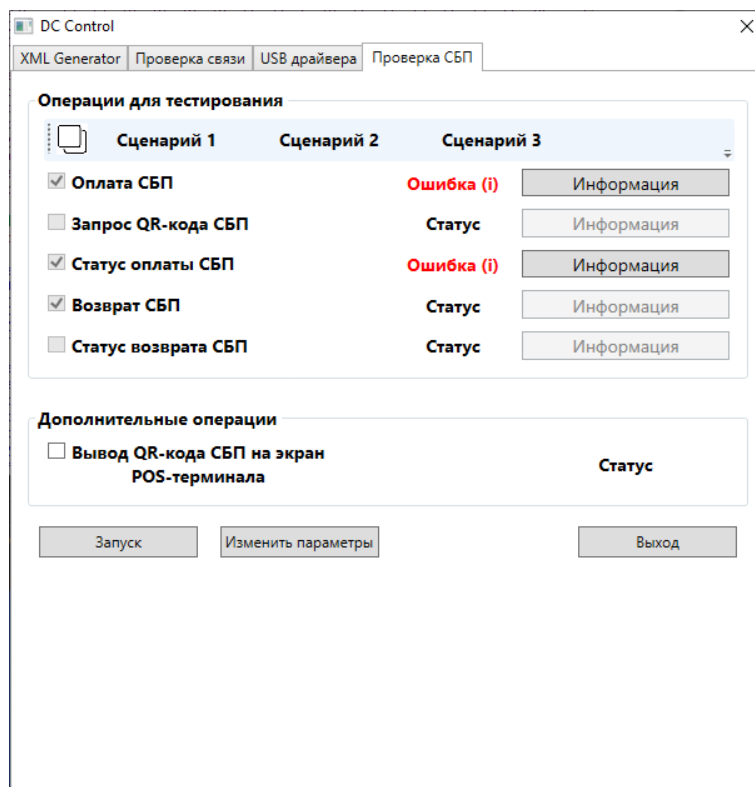 DC Control
XML Generator Проверка связи USB драйвера Проверка СБП
Операции для тестирования
Сценарий 1 Сценарий 2 Сценарий 3
Оплата СБП Ошибка (i) Информация
Запрос QR-кода СБП Статус Информация
Статус оплаты СБП Ошибка (i) Информация
Возврат СБП Статус Информация
Статус возврата СБП Статус Информация
Дополнительные операции
Вывод QR-кода СБП на экран
POS-терминала Статус
Запуск Изменить параметры Выход